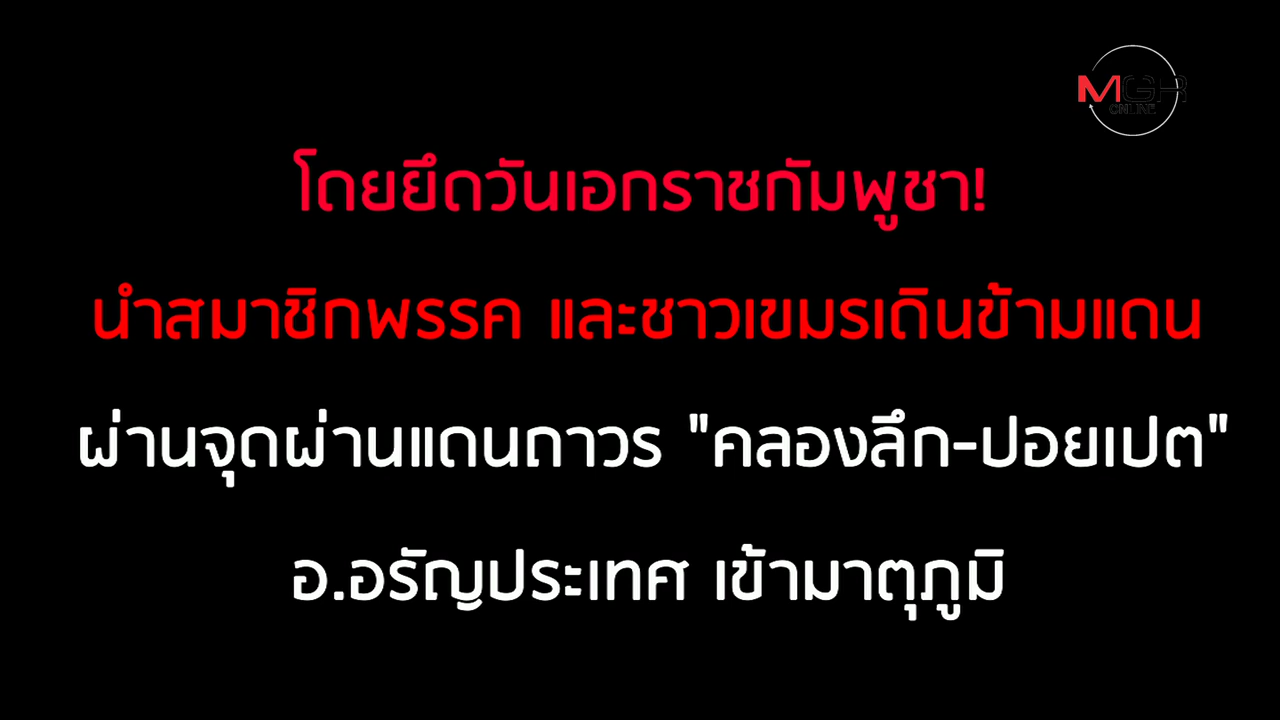 MGR
ONLINE
โดยยึดวันเอกราชกัมพูชา!
นำสมาชิกพรรค และชาวเขมรเดินข้ามแดน
ผ่านจุดผ่านแดนถาวร "คลองลึก-ปอยเปต"
อ.อรัญประเทศ เข้ามาตุภูมิ